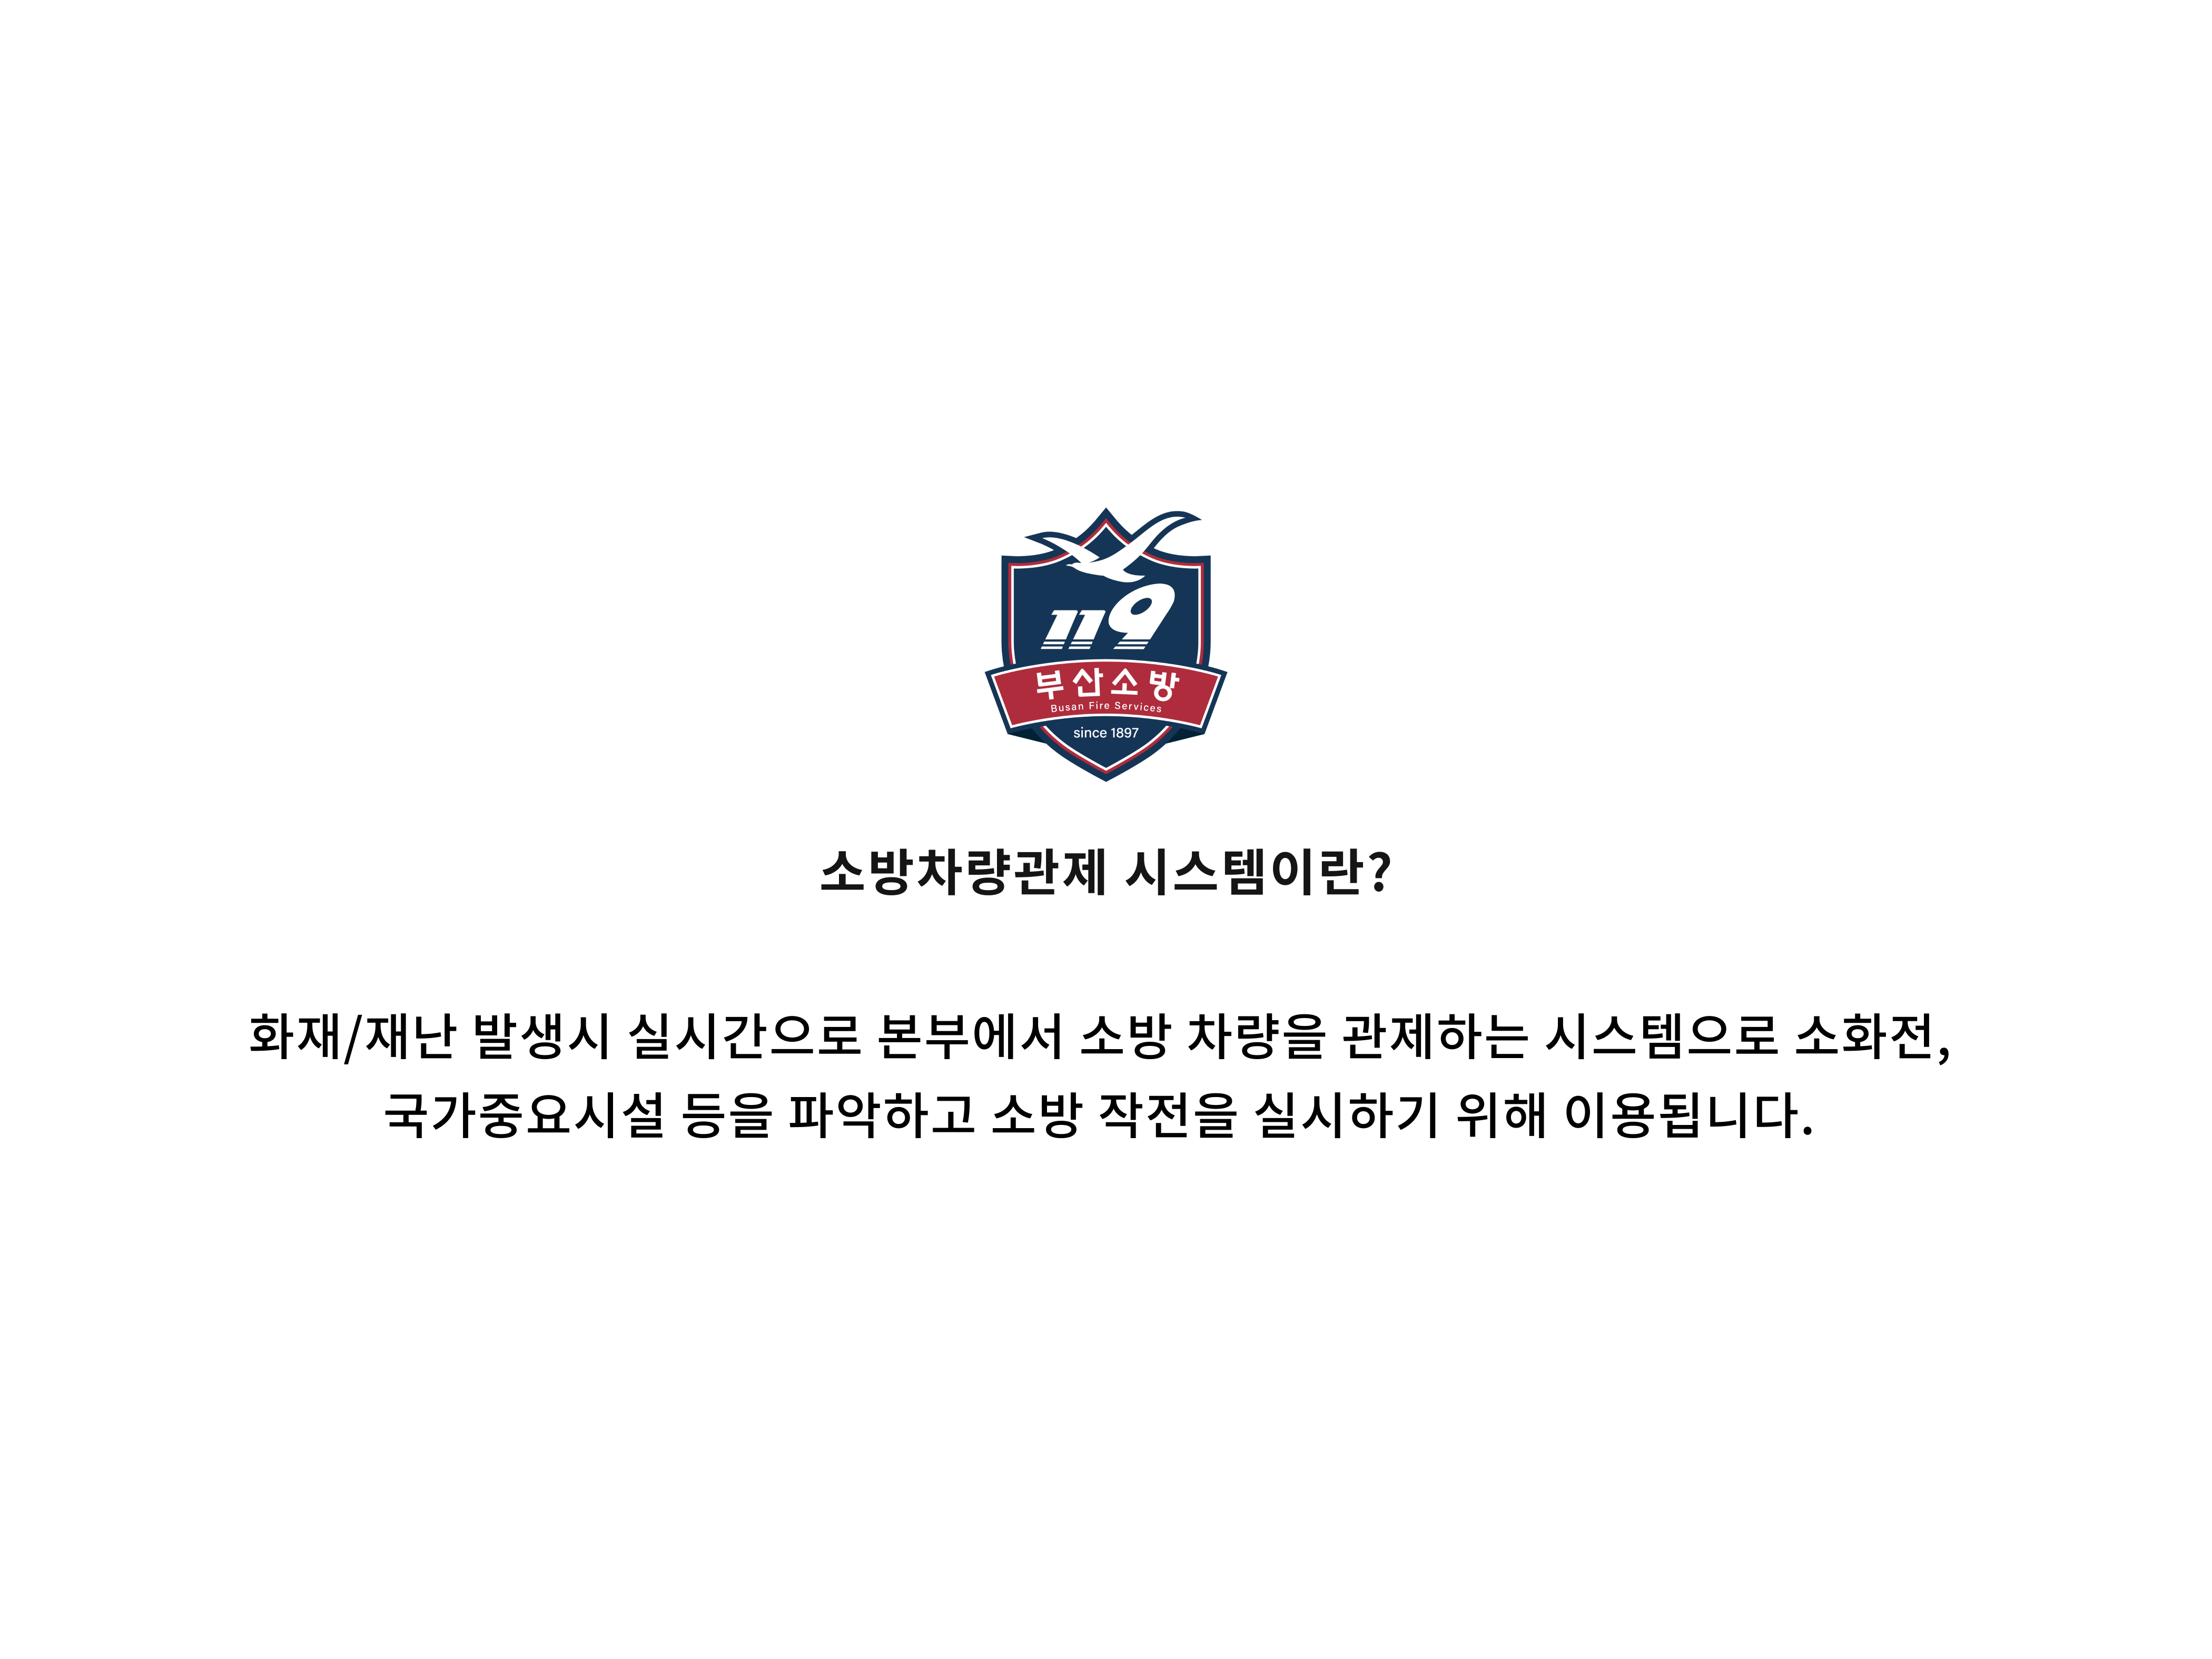 119
부산소방
Busan Fire Services
since 1897
소방차량관제 시스템이란?
화재/재난 발생시 실시간으로 본부에서 소방 차량을 관제하는 시스템으로 소화전,
국가중요시설 등을 파악하고 소방 작전을 실시하기 위해 이용됩니다.